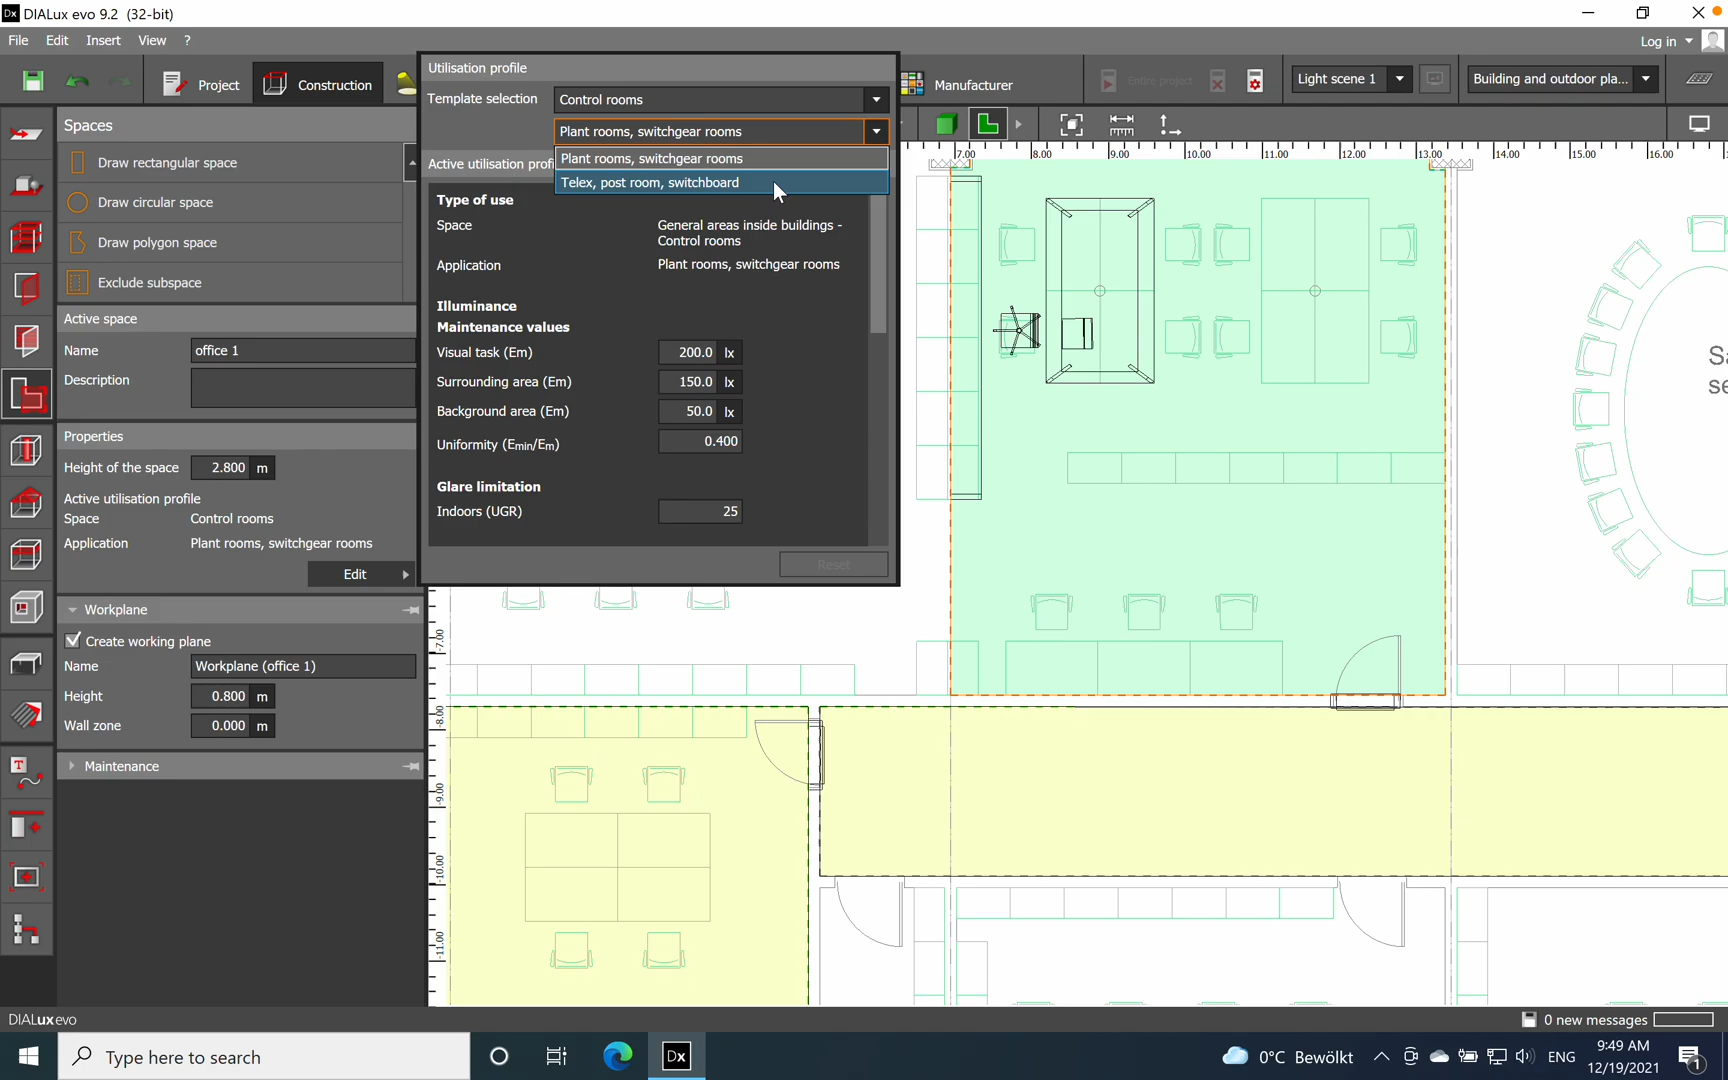 DIALux evo 9.2 (32-bit)
File Edit Insert View ?
Log in
Project
Construction
Manufacturer
Entire project
Light scene 1
Building and outdoor pla...
Spaces
Draw rectangular space
Draw circular space
Draw polygon space
Exclude subspace
Active space
Name office 1
Description
Properties
Height of the space 2.800 m
Active utilisation profile
Space Control rooms
Application Plant rooms, switchgear rooms
Edit
Workplane
Create working plane
Name Workplane (office 1)
Height 0.800 m
Wall zone 0.000 m
Maintenance
Utilisation profile
Template selection Control rooms
Plant rooms, switchgear rooms
Plant rooms, switchgear rooms
Telex, post room, switchboard
Active utilisation profi
Type of use
Space General areas inside buildings -
Control rooms
Application Plant rooms, switchgear rooms
Illuminance
Maintenance values
Visual task (Em) 200.0 lx
Surrounding area (Em) 150.0 lx
Background area (Em) 50.0 lx
Uniformity (Emin/Em) 0.400
Glare limitation
Indoors (UGR) 25
Reset
7.00 8.00 9.00 10.00 11.00 12.00 13.00 14.00 15.00 16.00
-7.00
-8.00
-9.00
-10.00
-11.00
Sa
se
DIALux evo
0 new messages
Type here to search
Dx
0°C Bewölkt
ENG
9:49 AM
12/19/2021
1